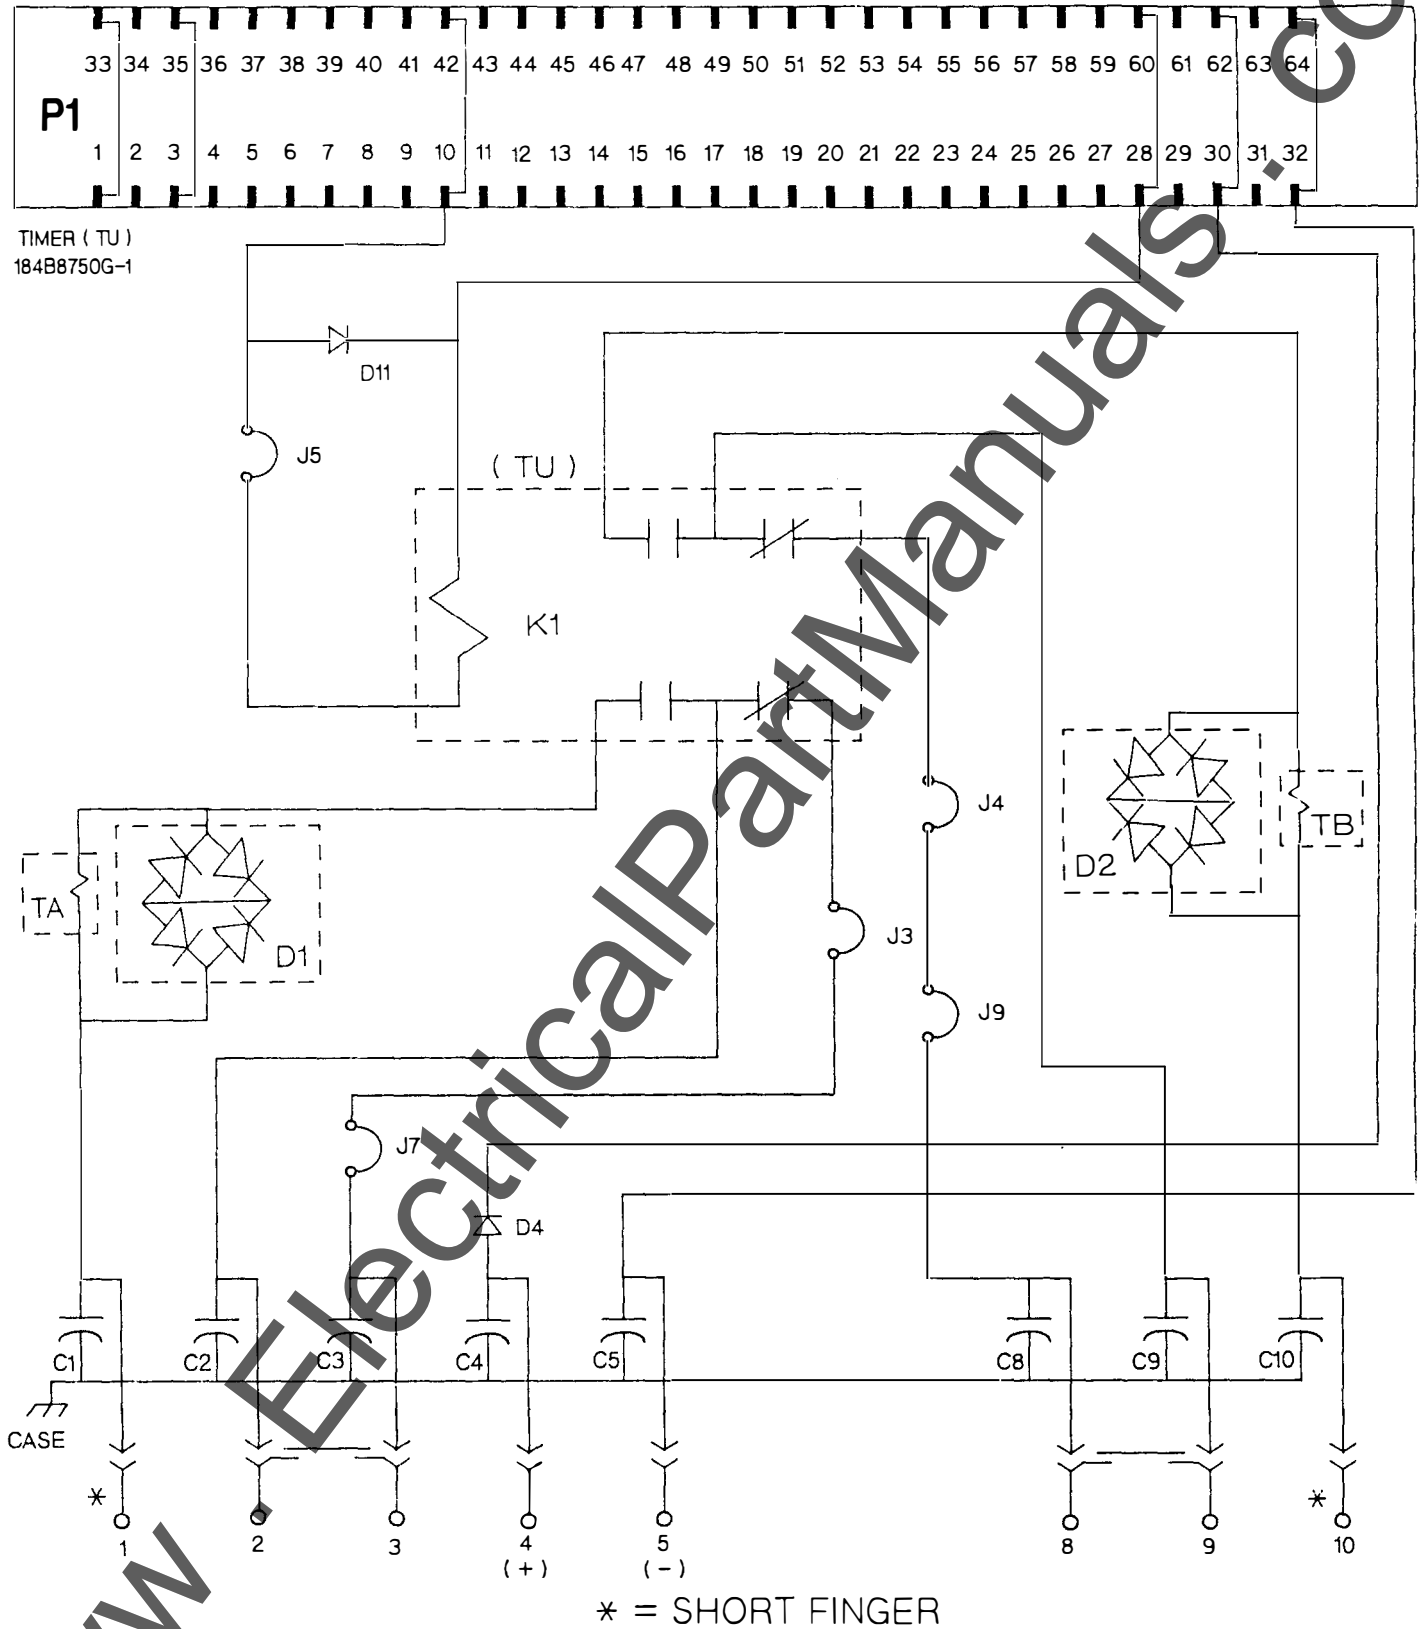 33 34 35 36 37 38 39 40 41 42 43 44 45 46 47 48 49 50 51 52 53 54 55 56 57 58 59 60 61 62 63 64
P1
1 2 3 4 5 6 7 8 9 10 11 12 13 14 15 16 17 18 19 20 21 22 23 24 25 26 27 28 29 30 31 32
TIMER ( TU )
184B8750G-1
D11
J5
( TU )
K1
J4
TB
D2
TA
D1
J3
J9
J7
D4
C1 C2 C3 C4 C5 C8 C9 C10
CASE
* *
1 2 3 4 5 8 9 10
(+) (-)
* = SHORT FINGER
www . ElectricalPartManuals . co